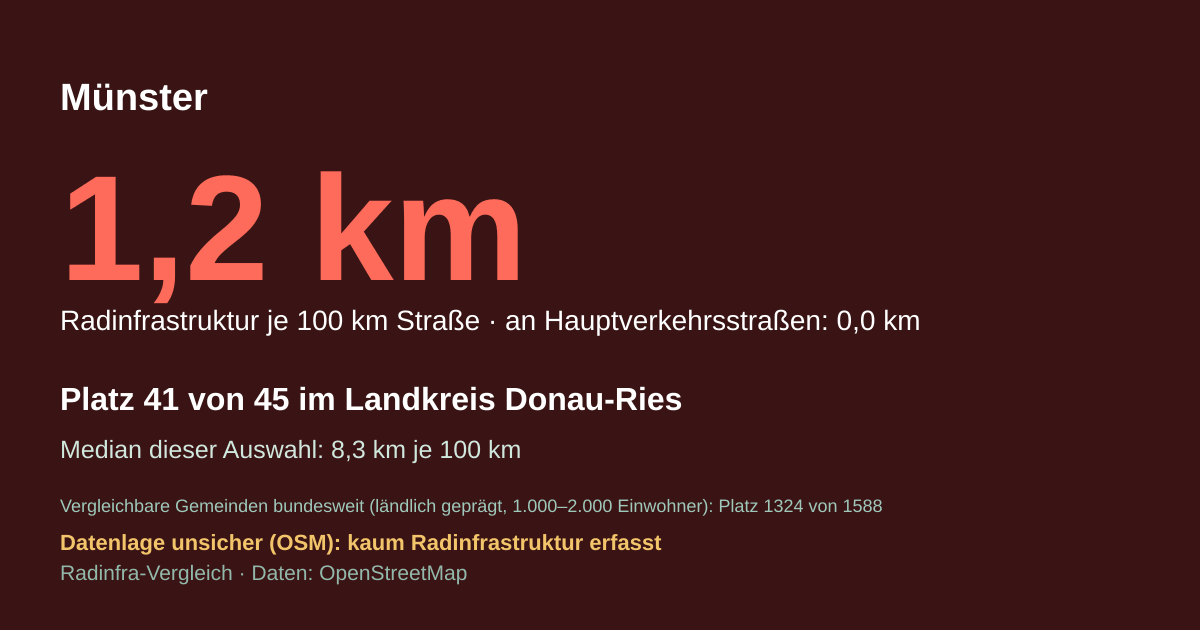 Münster
1,2 km
Radinfrastruktur je 100 km Straße · an Hauptverkehrsstraßen: 0,0 km
Platz 41 von 45 im Landkreis Donau-Ries
Median dieser Auswahl: 8,3 km je 100 km
Vergleichbare Gemeinden bundesweit (ländlich geprägt, 1.000–2.000 Einwohner): Platz 1324 von 1588
Datenlage unsicher (OSM): kaum Radinfrastruktur erfasst
Radinfra-Vergleich · Daten: OpenStreetMap